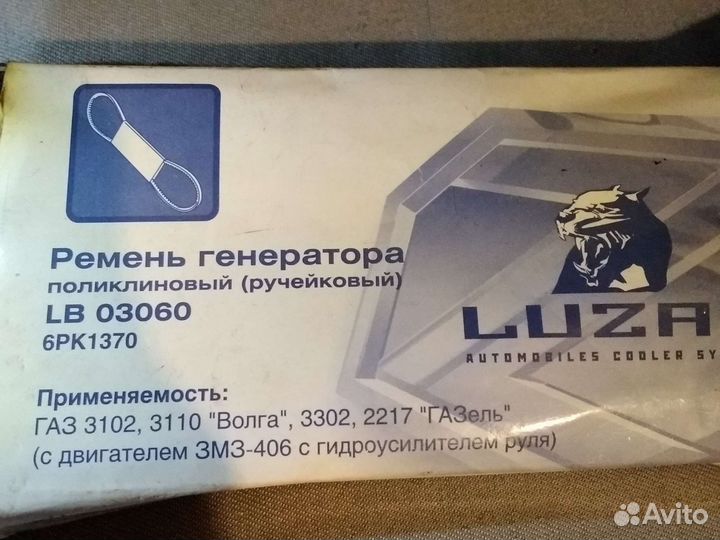 Ремень генератора
поликлиновый (ручейковый)
LB 03060
6PK1370
LUZA
AUTOMOBILES COOLER SY
Применяемость:
ГАЗ 3102, 3110 "Волга", 3302, 2217 "ГАЗель"
(с двигателем ЗМЗ-406 с гидроусилителем руля)
Avito